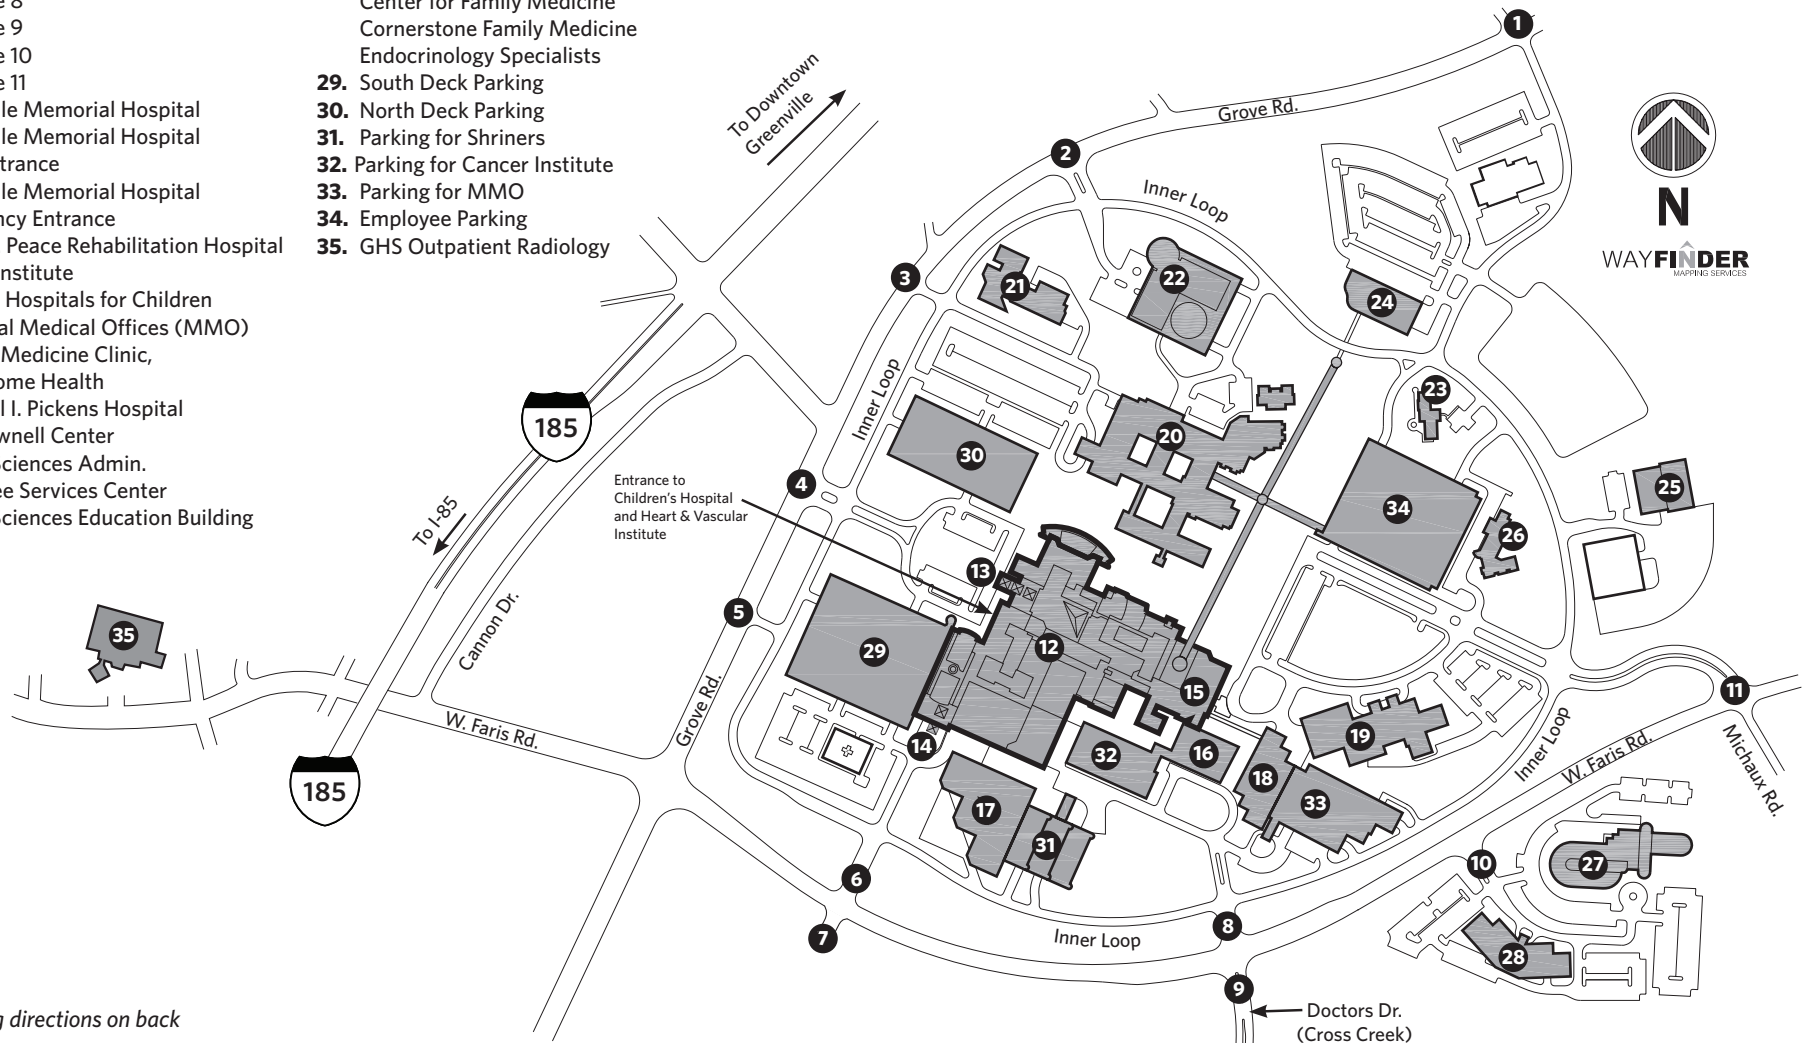 e 8
e 9
e 10
e 11
le Memorial Hospital
le Memorial Hospital
trance
le Memorial Hospital
ncy Entrance
Peace Rehabilitation Hospital
nstitute
Hospitals for Children
al Medical Offices (MMO)
Medicine Clinic,
ome Health
l I. Pickens Hospital
wnell Center
Sciences Admin.
ee Services Center
Sciences Education Building
Center for Family Medicine
Cornerstone Family Medicine
Endocrinology Specialists
29. South Deck Parking
30. North Deck Parking
31. Parking for Shriners
32. Parking for Cancer Institute
33. Parking for MMO
34. Employee Parking
35. GHS Outpatient Radiology
To Downtown
Greenville
1
Grove Rd.
2
Inner Loop
N
WAYFINDER
MAPPING SERVICES
3
21
22
24
185
Inner Loop
23
20
30
4
25
34
26
Entrance to
Children's Hospital
and Heart & Vascular
Institute
To I-85
13
5
35
Cannon Dr.
29
12
15
11
Grove Rd.
W. Faris Rd.
14
32
16
19
Inner Loop
W. Faris Rd.
Michaux Rd.
185
18
33
17
31
10
27
6
7
Inner Loop
8
28
9
Doctors Dr.
(Cross Creek)
g directions on back